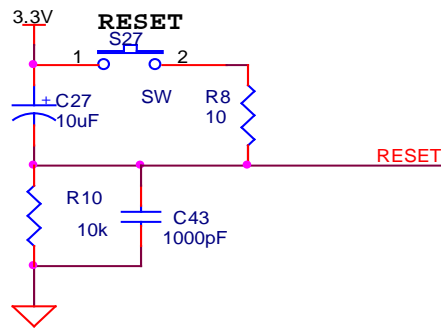 3.3V
RESET
S27
1
2
SW
C27
10uF
+
R8
10
RESET
R10
10k
C43
1000pF